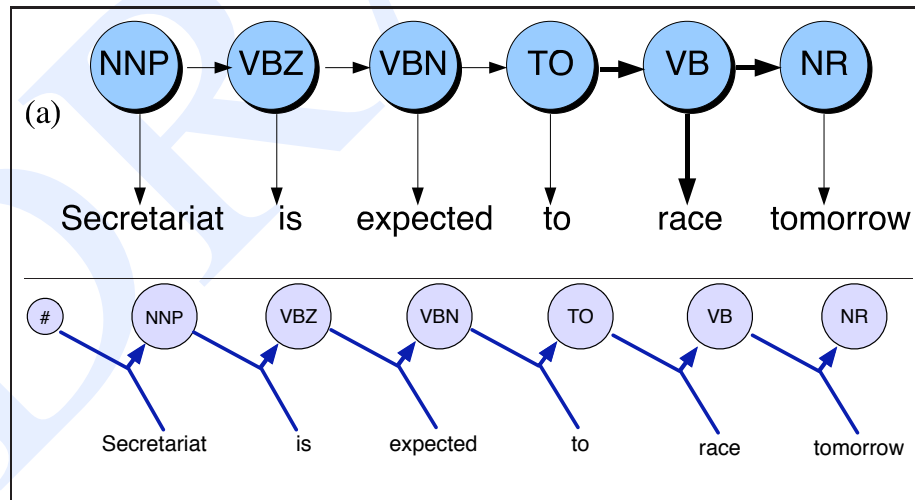 NNP VBZ VBN TO VB NR
(a)
Secretariat is expected to race tomorrow
# NNP VBZ VBN TO VB NR
Secretariat is expected to race tomorrow